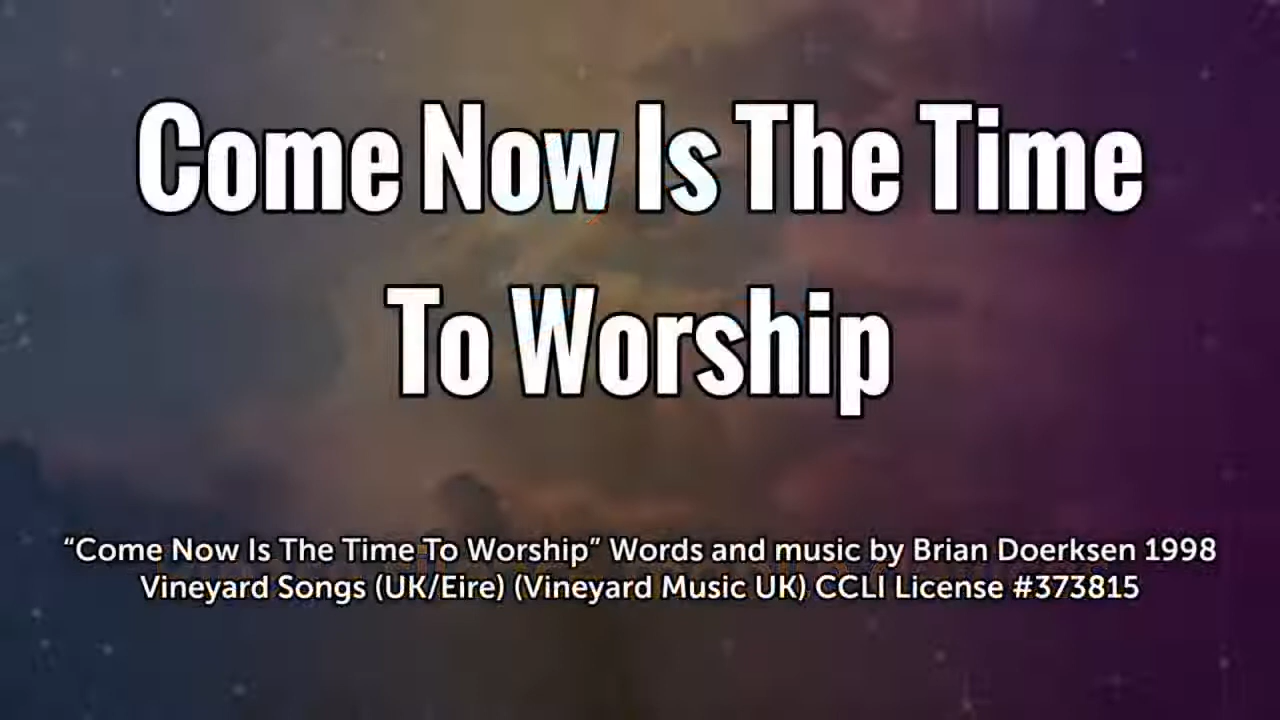 Come Now Is The Time
To Worship
“Come Now Is The Time To Worship” Words and music by Brian Doerksen 1998
Vineyard Songs (UK/Eire) (Vineyard Music UK) CCLI License #373815